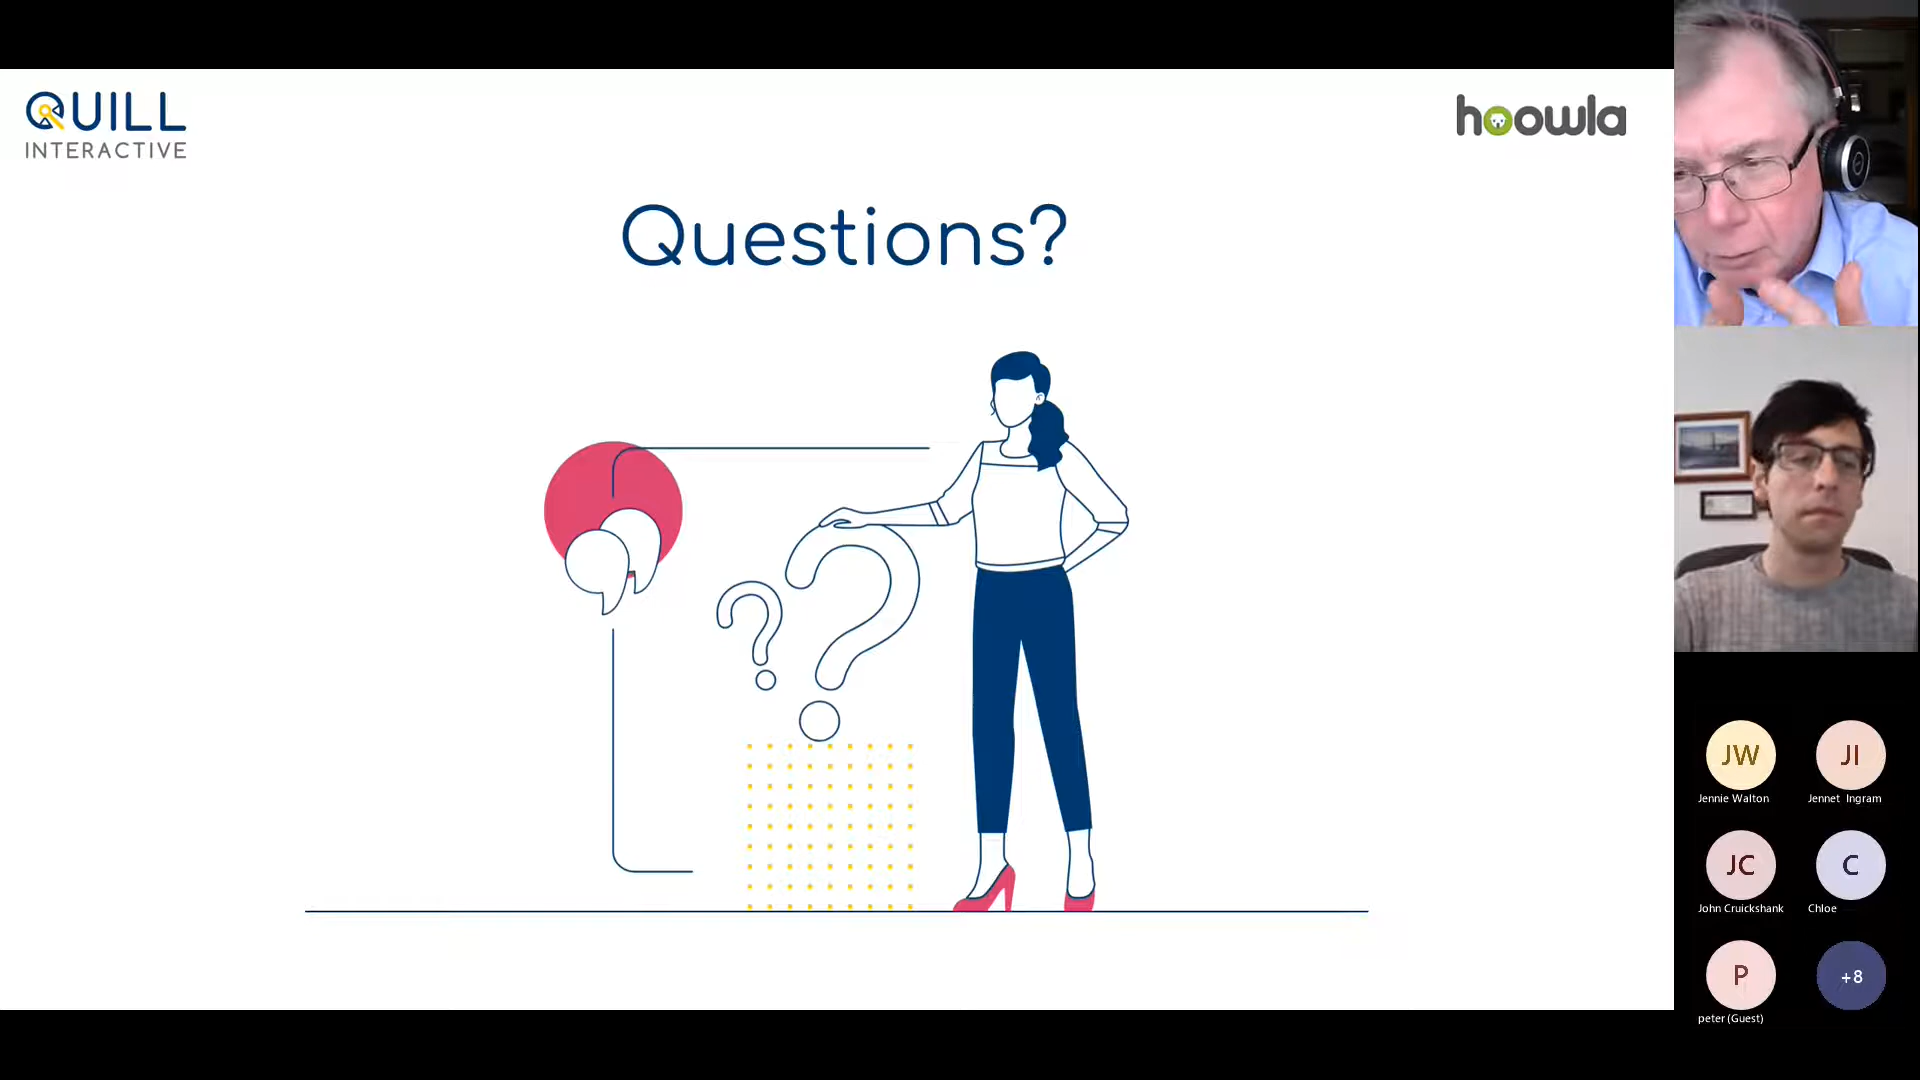 QUILL
INTERACTIVE
hoowla
Questions?
JW
Jennie Walton
JI
Jennet Ingram
JC
John Cruickshank
C
Chloe
P
peter (Guest)
+8